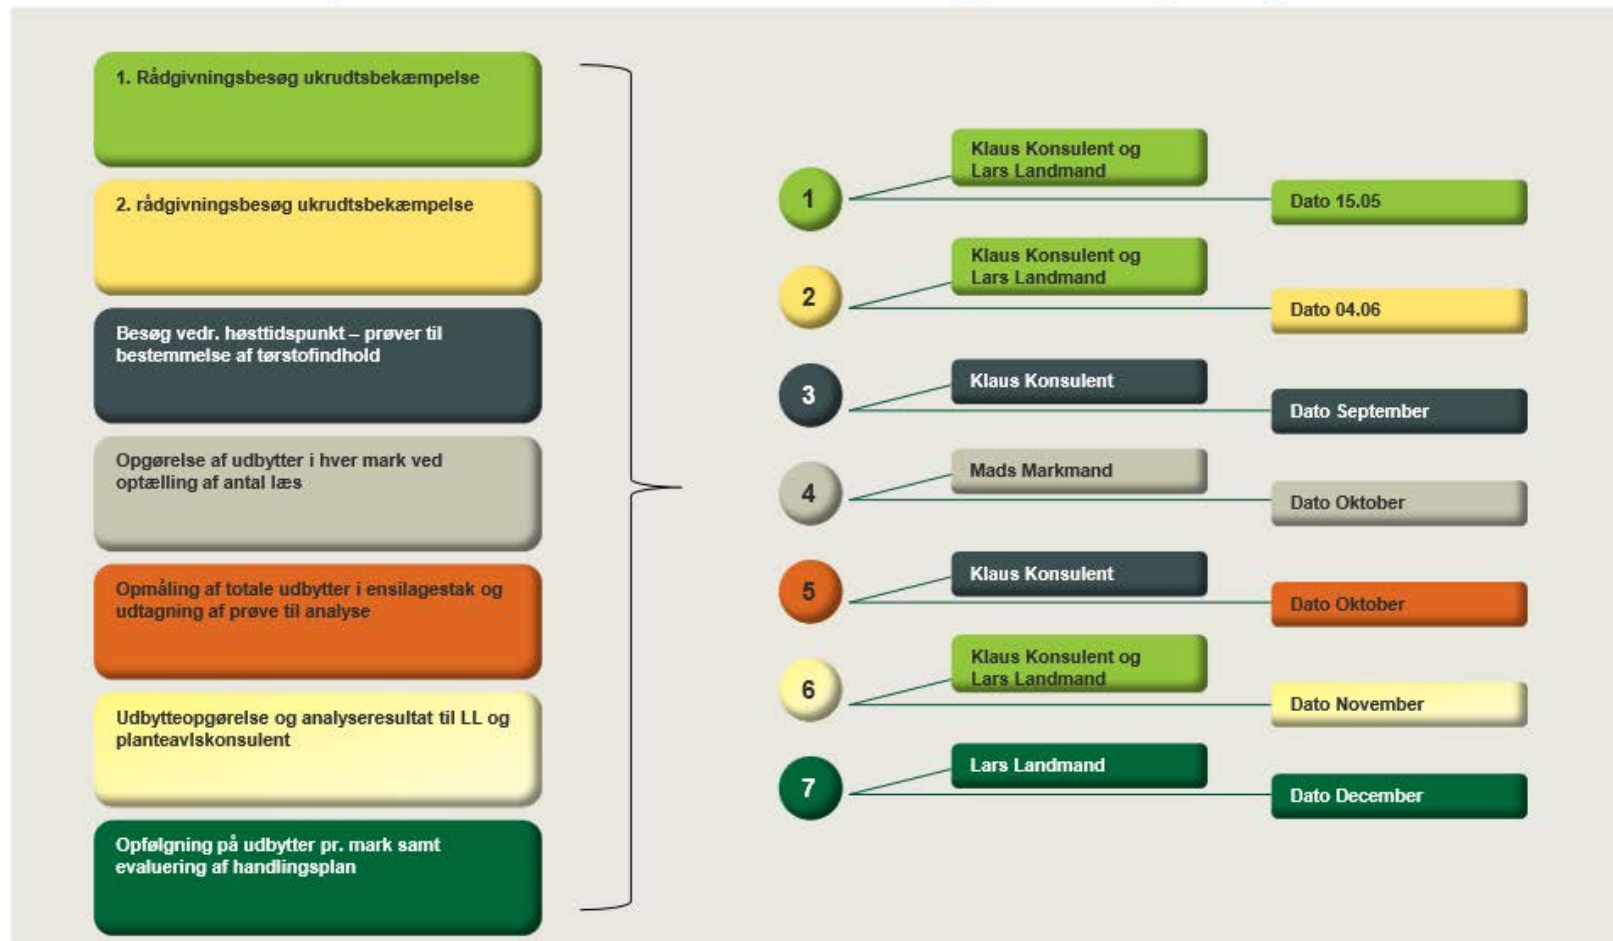 1. Rådgivningsbesøg ukrudtsbekæmpelse
2. rådgivningsbesøg ukrudtsbekæmpelse
Besøg vedr. høsttidspunkt – prøver til
bestemmelse af tørstofindhold
Opgørelse af udbytter i hver mark ved
optælling af antal læs
Opmåling af totale udbytter i ensilagestak og
udtagning af prøve til analyse
Udbytteopgørelse og analyseresultat til LL og
planteavlskonsulent
Opfølgning på udbytter pr. mark samt
evaluering af handlingsplan
1
Klaus Konsulent og
Lars Landmand
Dato 15.05
2
Klaus Konsulent og
Lars Landmand
Dato 04.06
3
Klaus Konsulent
Dato September
4
Mads Markmand
Dato Oktober
5
Klaus Konsulent
Dato Oktober
6
Klaus Konsulent og
Lars Landmand
Dato November
7
Lars Landmand
Dato December